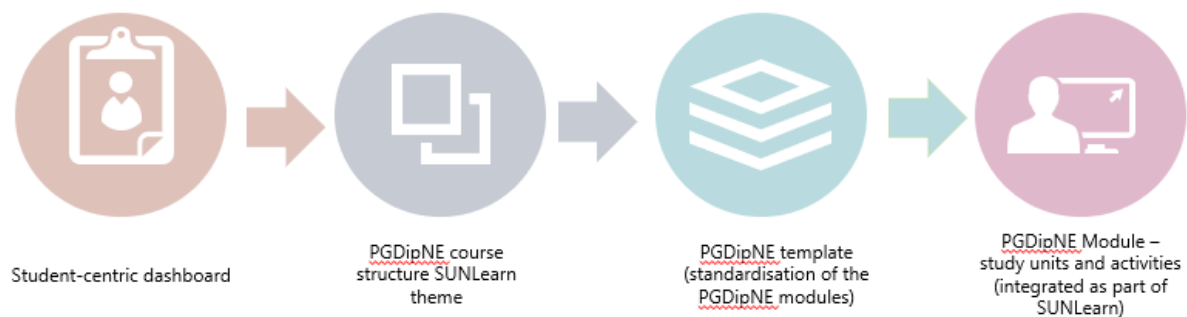 Student-centric dashboard
PGDipNE course
structure SUNLearn
theme
PGDipNE template
(standardisation of the
PGDipNE modules)
PGDipNE Module –
study units and activities
(integrated as part of
SUNLearn)